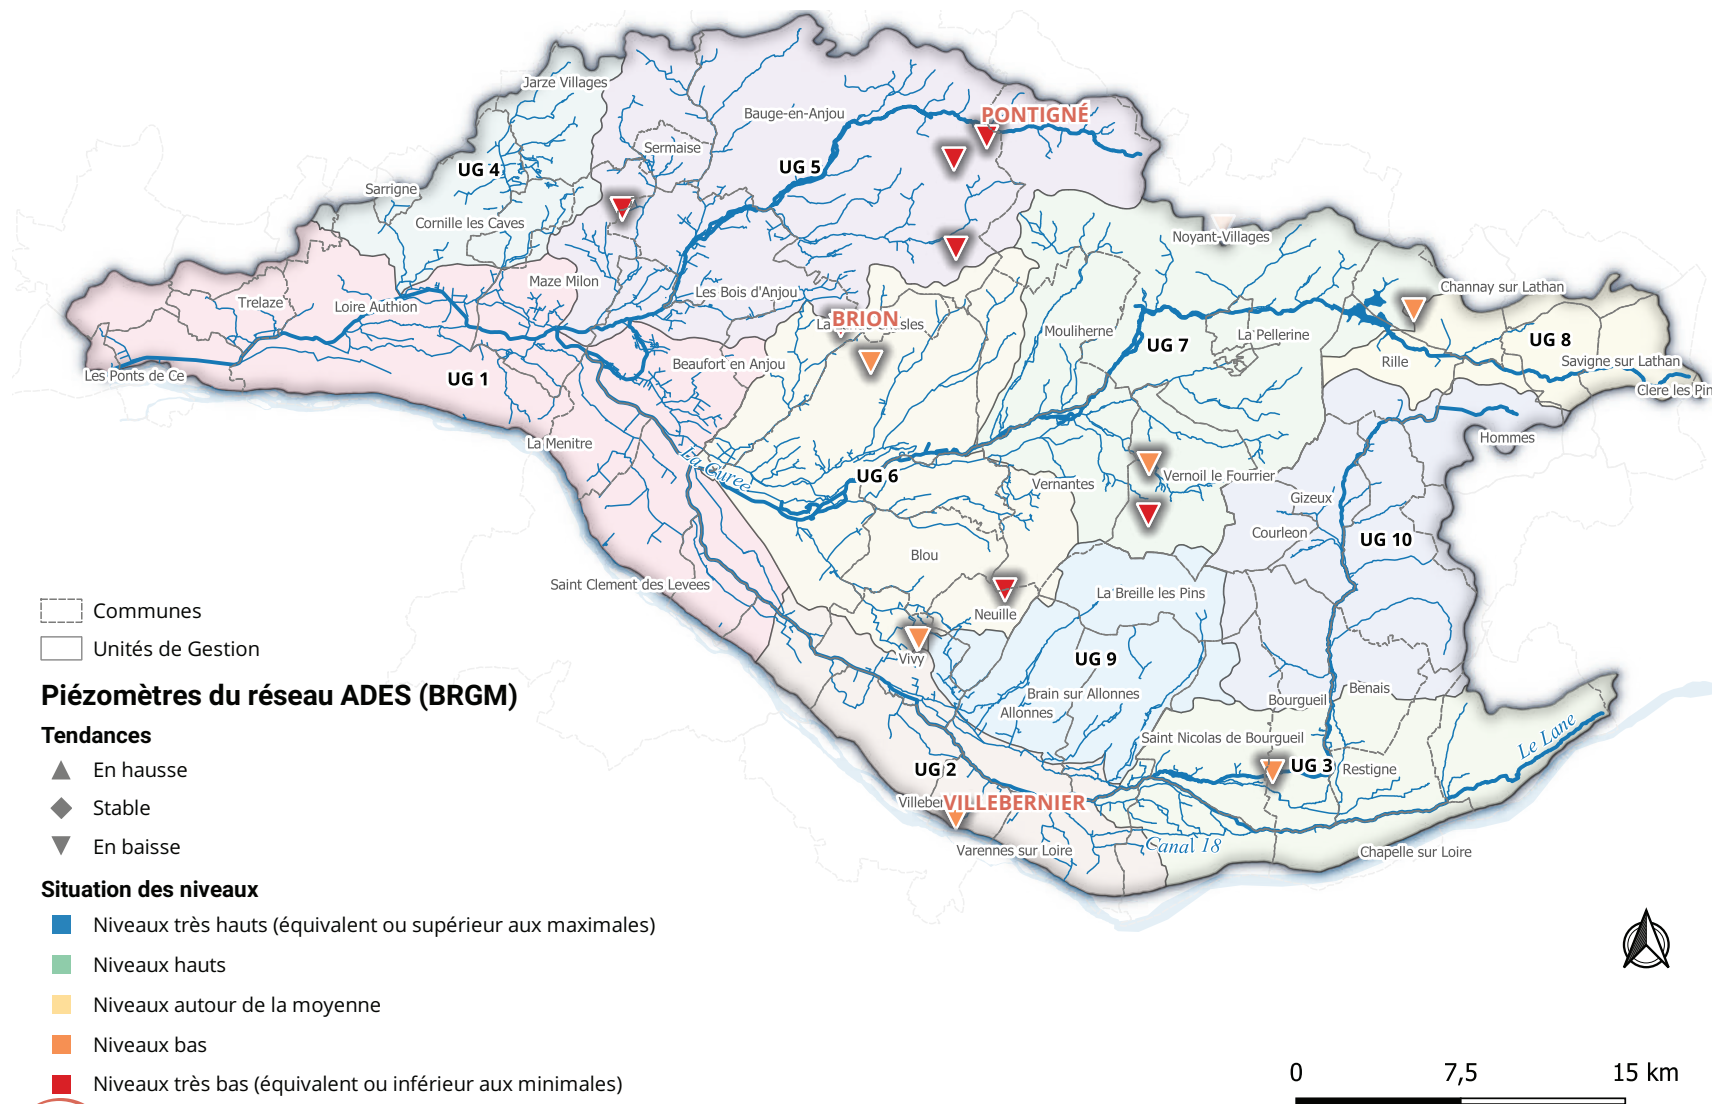 Jarze Villages
Bauge-en-Anjou
PONTIGNÉ
Sermaise
UG 4
UG 5
Sarrigne
Cornille les Caves
Noyant-Villages
Maze Milon
Les Bois d'Anjou
Channay sur Lathan
Trelaze
Loire Authion
BRION
Mouliherne
La Pellerine
UG 7
UG 8
Beaufort en Anjou
Rille
Savigne sur Lathan
Les Ponts de Ce
UG 1
Clere les Pin
La Menitre
Hommes
La Curee
UG 6
Vernantes
Vernoil le Fourrier
Gizeux
Courleon
UG 10
Blou
Saint Clement des Levees
La Breille les Pins
Neuille
Vivy
UG 9
Brain sur Allonnes
Benais
Bourgueil
Allonnes
Saint Nicolas de Bourgueil
Le Lane
UG 2
UG 3
Restigne
Villeber
VILLEBERNIER
Varennes sur Loire
Canal 18
Chapelle sur Loire
Communes
Unités de Gestion
Piézomètres du réseau ADES (BRGM)
Tendances
En hausse
Stable
En baisse
Situation des niveaux
Niveaux très hauts (équivalent ou supérieur aux maximales)
Niveaux hauts
Niveaux autour de la moyenne
Niveaux bas
Niveaux très bas (équivalent ou inférieur aux minimales)
0 7,5 15 km